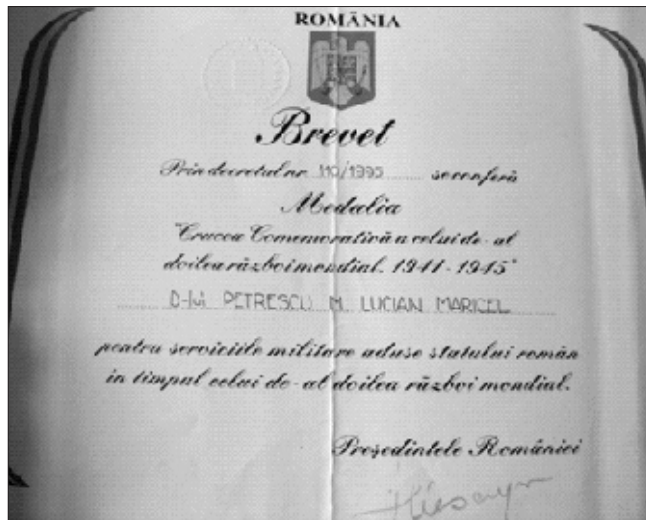 ROMÂNIA
Brevet
Prin decretul nr. 110/1995 se conferă
Medalia
"Crucea Comemorativă a celui de-al
doilea război mondial, 1941-1945"
D-lui PETRESCU M. LUCIAN MARICEL
pentru serviciile militare aduse statului român
in timpul celui de-al doilea război mondial.
Președintele României